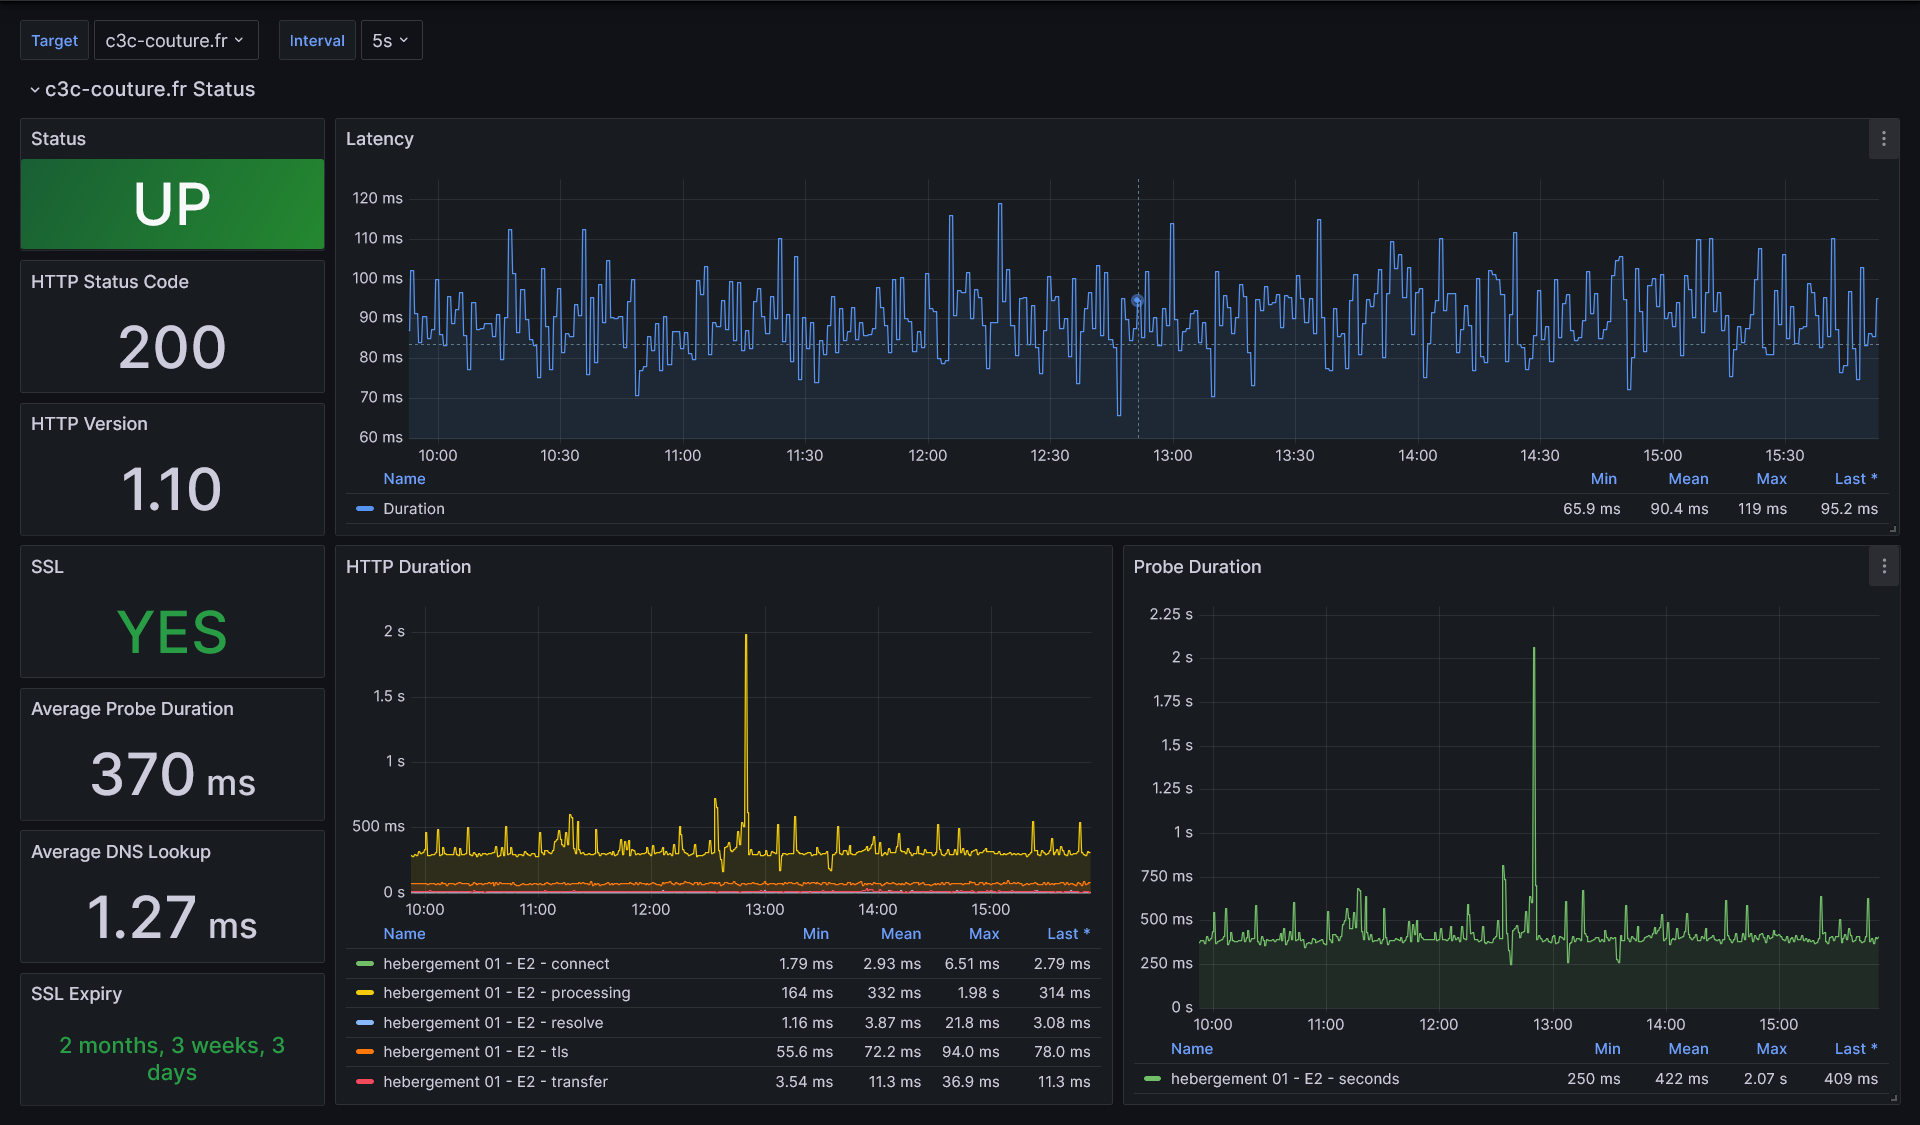 Target c3c-couture.fr Interval 5s
c3c-couture.fr Status
Status
UP
HTTP Status Code
200
HTTP Version
1.10
SSL
YES
Average Probe Duration
370 ms
Average DNS Lookup
1.27 ms
SSL Expiry
2 months, 3 weeks, 3
days
Latency
120 ms
110 ms
100 ms
90 ms
80 ms
70 ms
60 ms
10:00 10:30 11:00 11:30 12:00 12:30 13:00 13:30 14:00 14:30 15:00 15:30
Name Min Mean Max Last *
Duration 65.9 ms 90.4 ms 119 ms 95.2 ms
HTTP Duration
2 s
1.5 s
1 s
500 ms
0 s
10:00 11:00 12:00 13:00 14:00 15:00
Name Min Mean Max Last *
hebergement 01 - E2 - connect 1.79 ms 2.93 ms 6.51 ms 2.79 ms
hebergement 01 - E2 - processing 164 ms 332 ms 1.98 s 314 ms
hebergement 01 - E2 - resolve 1.16 ms 3.87 ms 21.8 ms 3.08 ms
hebergement 01 - E2 - tls 55.6 ms 72.2 ms 94.0 ms 78.0 ms
hebergement 01 - E2 - transfer 3.54 ms 11.3 ms 36.9 ms 11.3 ms
Probe Duration
2.25 s
2 s
1.75 s
1.5 s
1.25 s
1 s
750 ms
500 ms
250 ms
0 s
10:00 11:00 12:00 13:00 14:00 15:00
Name Min Mean Max Last *
hebergement 01 - E2 - seconds 250 ms 422 ms 2.07 s 409 ms